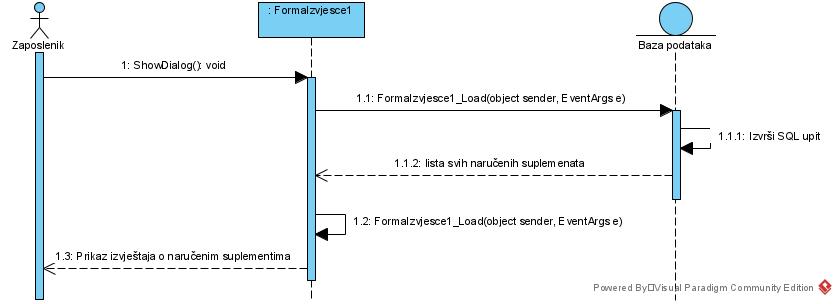 : FormaIzvjesce1
Zaposlenik
Baza podataka
1: ShowDialog(): void
1.1: FormaIzvjesce1_Load(object sender, EventArgs e)
1.1.1: Izvrši SQL upit
1.1.2: lista svih naručenih suplemenata
1.2: FormaIzvjesce1_Load(object sender, EventArgs e)
1.3: Prikaz izvještaja o naručenim suplementima
Powered By Visual Paradigm Community Edition